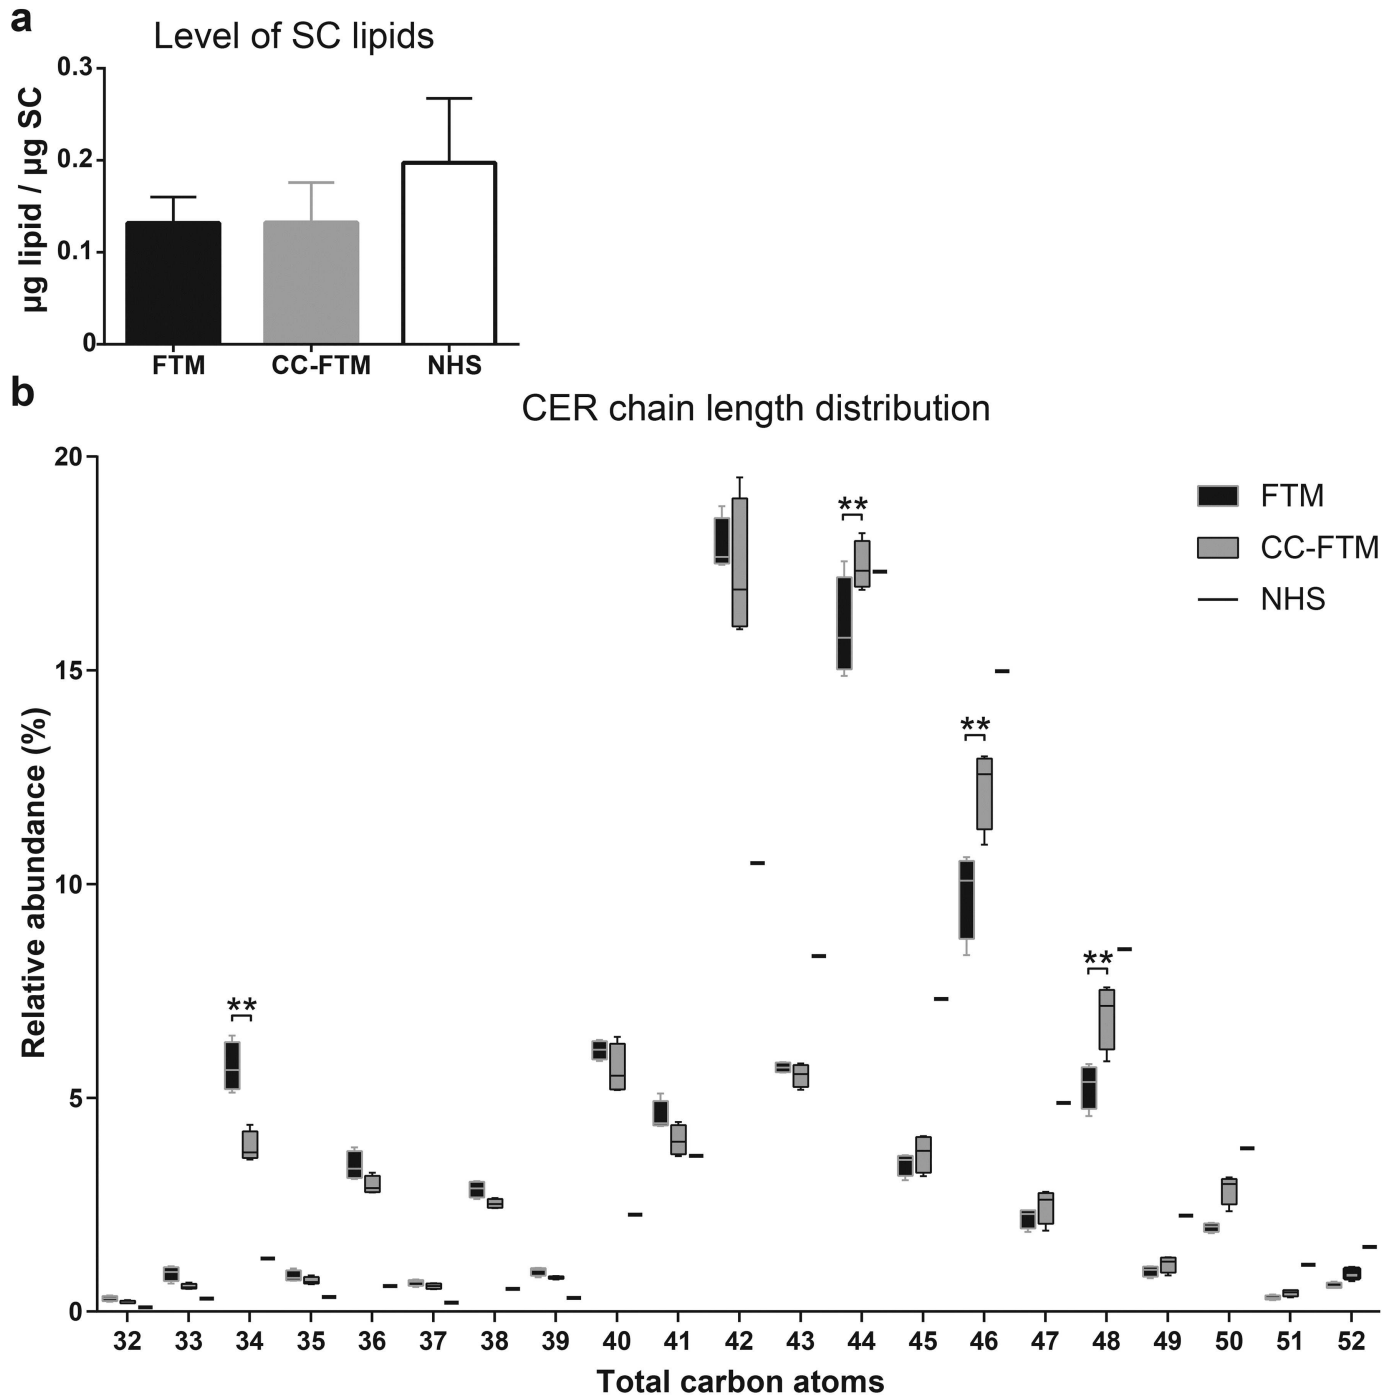 a
Level of SC lipids
µg lipid / µg SC
0.3
0.2
0.1
0
FTM CC-FTM NHS
b
CER chain length distribution
Relative abundance (%)
20
15
10
5
0
FTM
CC-FTM
NHS
**
**
**
**
32 33 34 35 36 37 38 39 40 41 42 43 44 45 46 47 48 49 50 51 52
Total carbon atoms